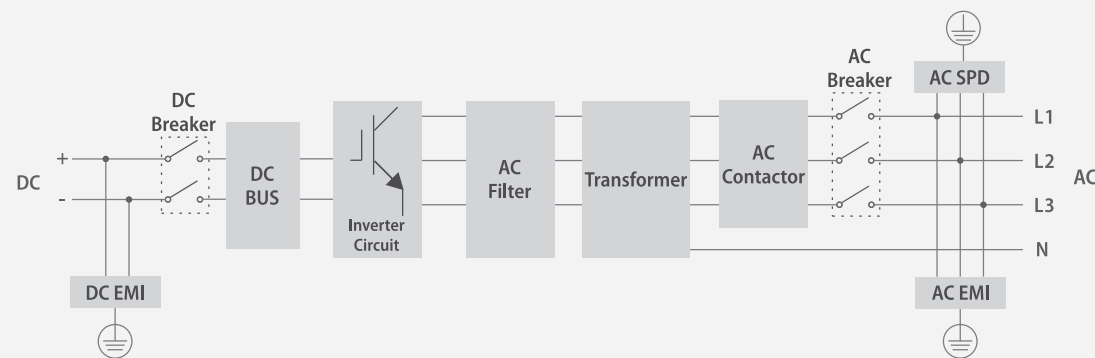 AC SPD
AC
Breaker
DC
Breaker
L1
+
DC
BUS
Inverter
Circuit
AC
Filter
Transformer
AC
Contactor
L2
DC
AC
-
L3
N
DC EMI
AC EMI